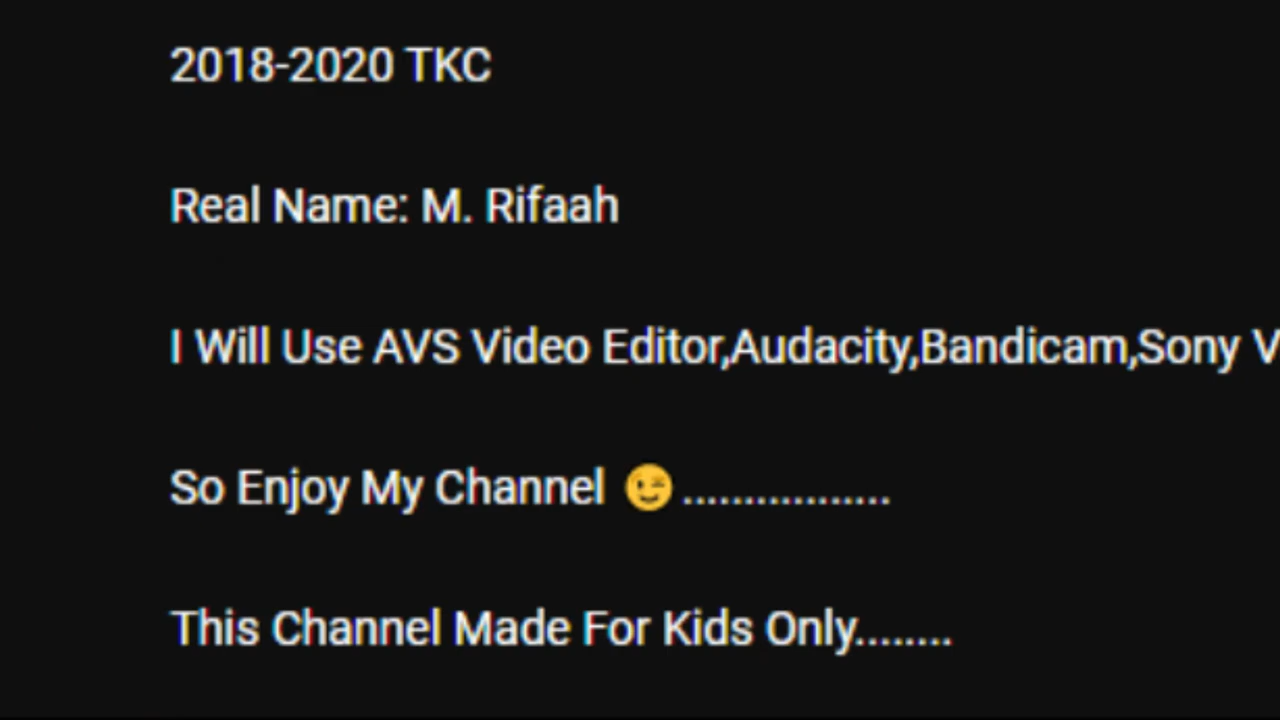 2018-2020 TKC
Real Name: M. Rifaah
I Will Use AVS Video Editor,Audacity,Bandicam,Sony V
So Enjoy My Channel 😉.................
This Channel Made For Kids Only........